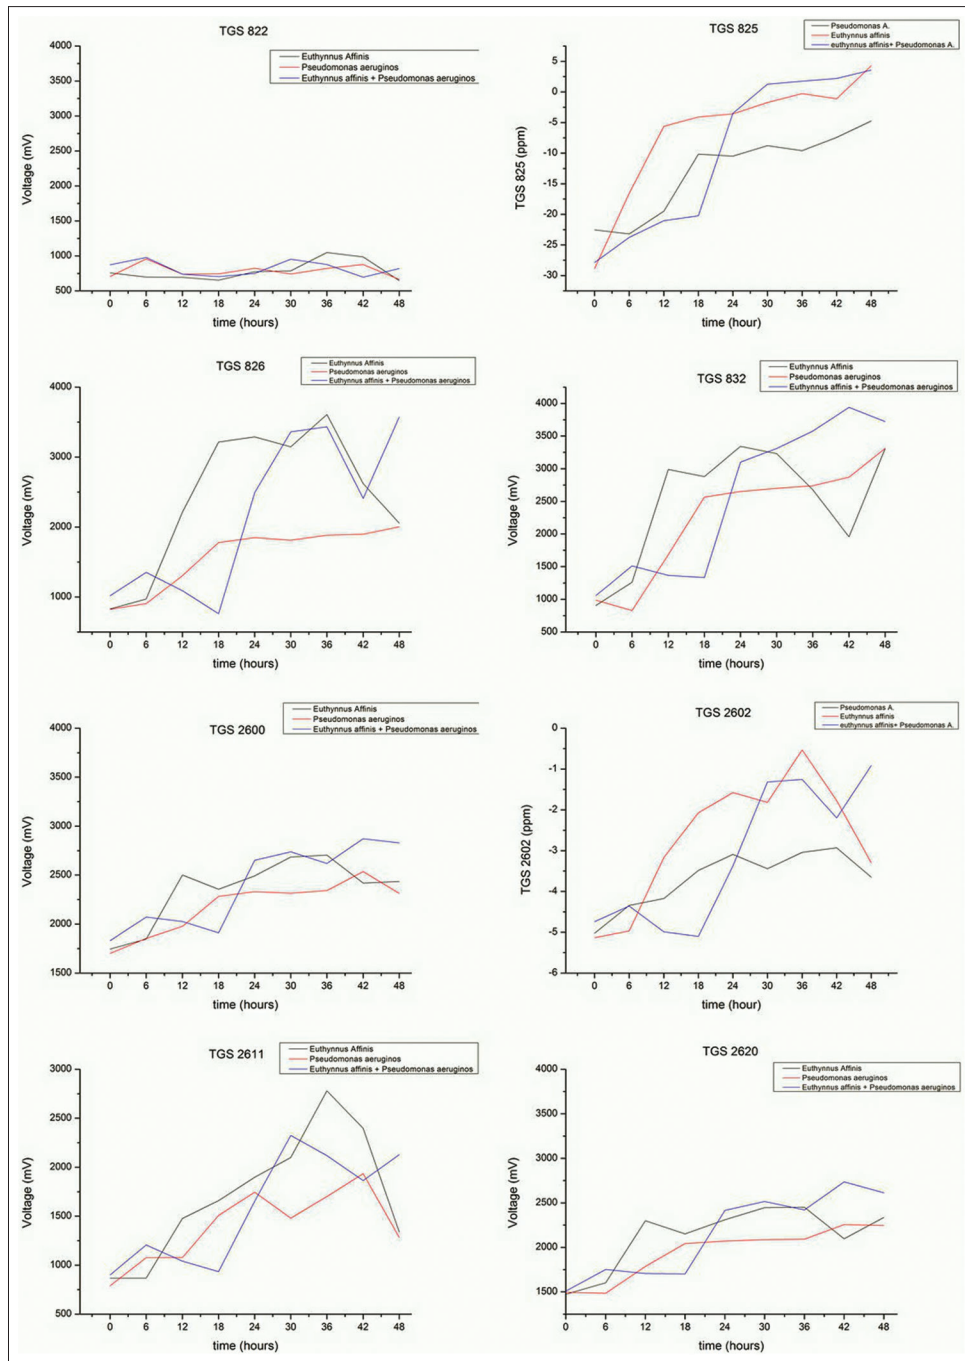 TGS 822
Euthynnus Affinis
Pseudomonas aeruginos
Euthynnus affinis + Pseudomonas aeruginos
4000
3500
3000
2500
2000
1500
1000
500
Voltage (mV)
0 6 12 18 24 30 36 42 48
time (hours)
TGS 825
Pseudomonas A.
Euthynnus affinis
euthynnus affinis+ Pseudomonas A.
5
0
-5
-10
-15
-20
-25
-30
TGS 825 (ppm)
0 6 12 18 24 30 36 42 48
time (hour)
TGS 826
Euthynnus Affinis
Pseudomonas aeruginos
Euthynnus affinis + Pseudomonas aeruginos
4000
3000
2000
1000
Voltage (mV)
0 6 12 18 24 30 36 42 48
time (hours)
TGS 832
Euthynnus Affinis
Pseudomonas aeruginos
Euthynnus affinis + Pseudomonas aeruginos
4000
3500
3000
2500
2000
1500
1000
500
Voltage (mV)
0 6 12 18 24 30 36 42 48
time (hours)
TGS 2600
Euthynnus Affinis
Pseudomonas aeruginos
Euthynnus affinis + Pseudomonas aeruginos
4000
3500
3000
2500
2000
1500
Voltage (mV)
0 6 12 18 24 30 36 42 48
time (hours)
TGS 2602
Pseudomonas A.
Euthynnus affinis
euthynnus affinis+ Pseudomonas A.
0
-1
-2
-3
-4
-5
-6
TGS 2602 (ppm)
0 6 12 18 24 30 36 42 48
time (hour)
TGS 2611
Euthynnus Affinis
Pseudomonas aeruginos
Euthynnus affinis + Pseudomonas aeruginos
3000
2500
2000
1500
1000
500
Voltage (mV)
0 6 12 18 24 30 36 42 48
time (hours)
TGS 2620
Euthynnus Affinis
Pseudomonas aeruginos
Euthynnus affinis + Pseudomonas aeruginos
4000
3500
3000
2500
2000
1500
Voltage (mV)
0 6 12 18 24 30 36 42 48
time (hours)